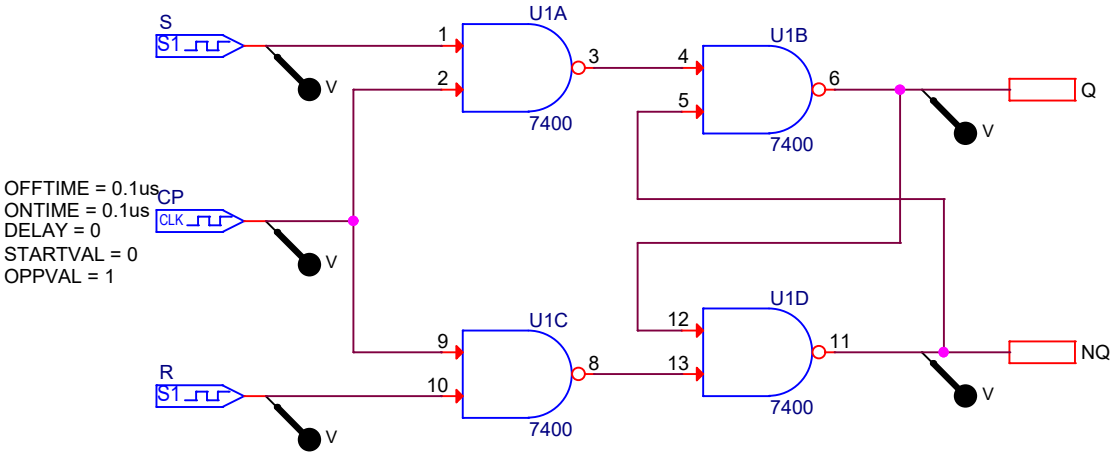 S
S1
V
U1A
1
2
3
7400
U1B
4
5
6
7400
Q
V
OFFTIME = 0.1us
ONTIME = 0.1us
DELAY = 0
STARTVAL = 0
OPPVAL = 1
CP
CLK
V
U1C
9
10
8
7400
U1D
12
13
11
7400
NQ
V
R
S1
V